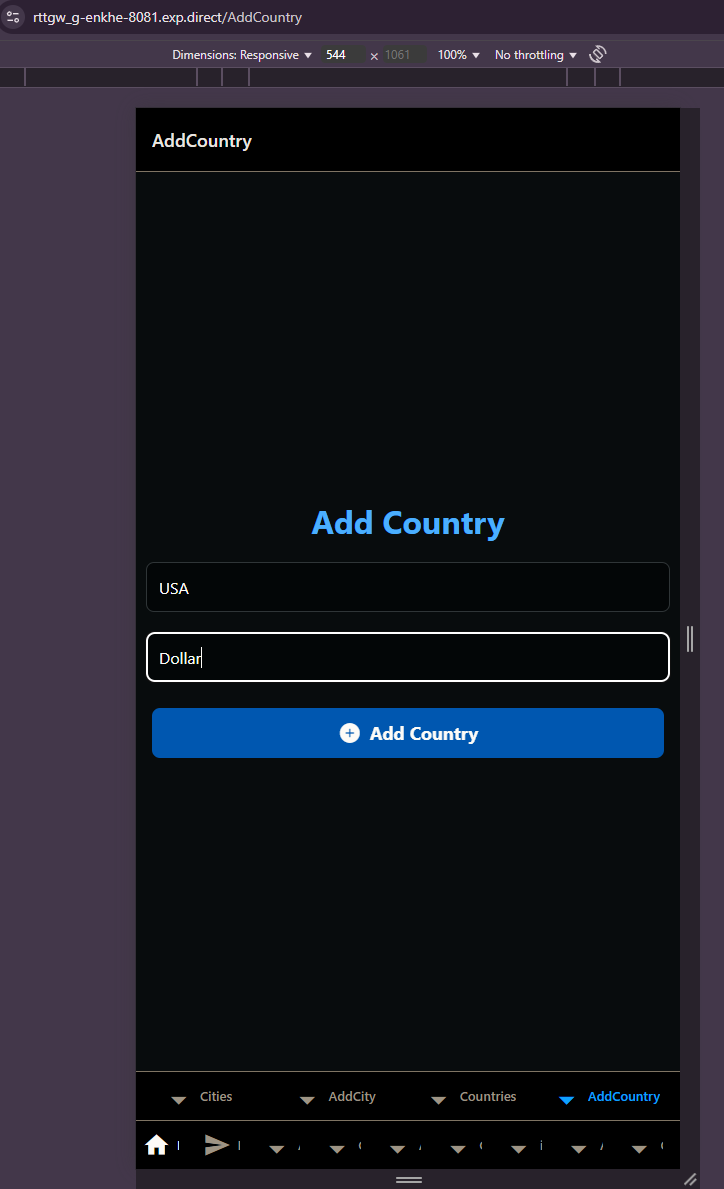 rttgw_g-enkhe-8081.exp.direct/AddCountry
Dimensions: Responsive 544 × 1061 100% No throttling
AddCountry
Add Country
USA
Dollar
Add Country
Cities AddCity Countries AddCountry